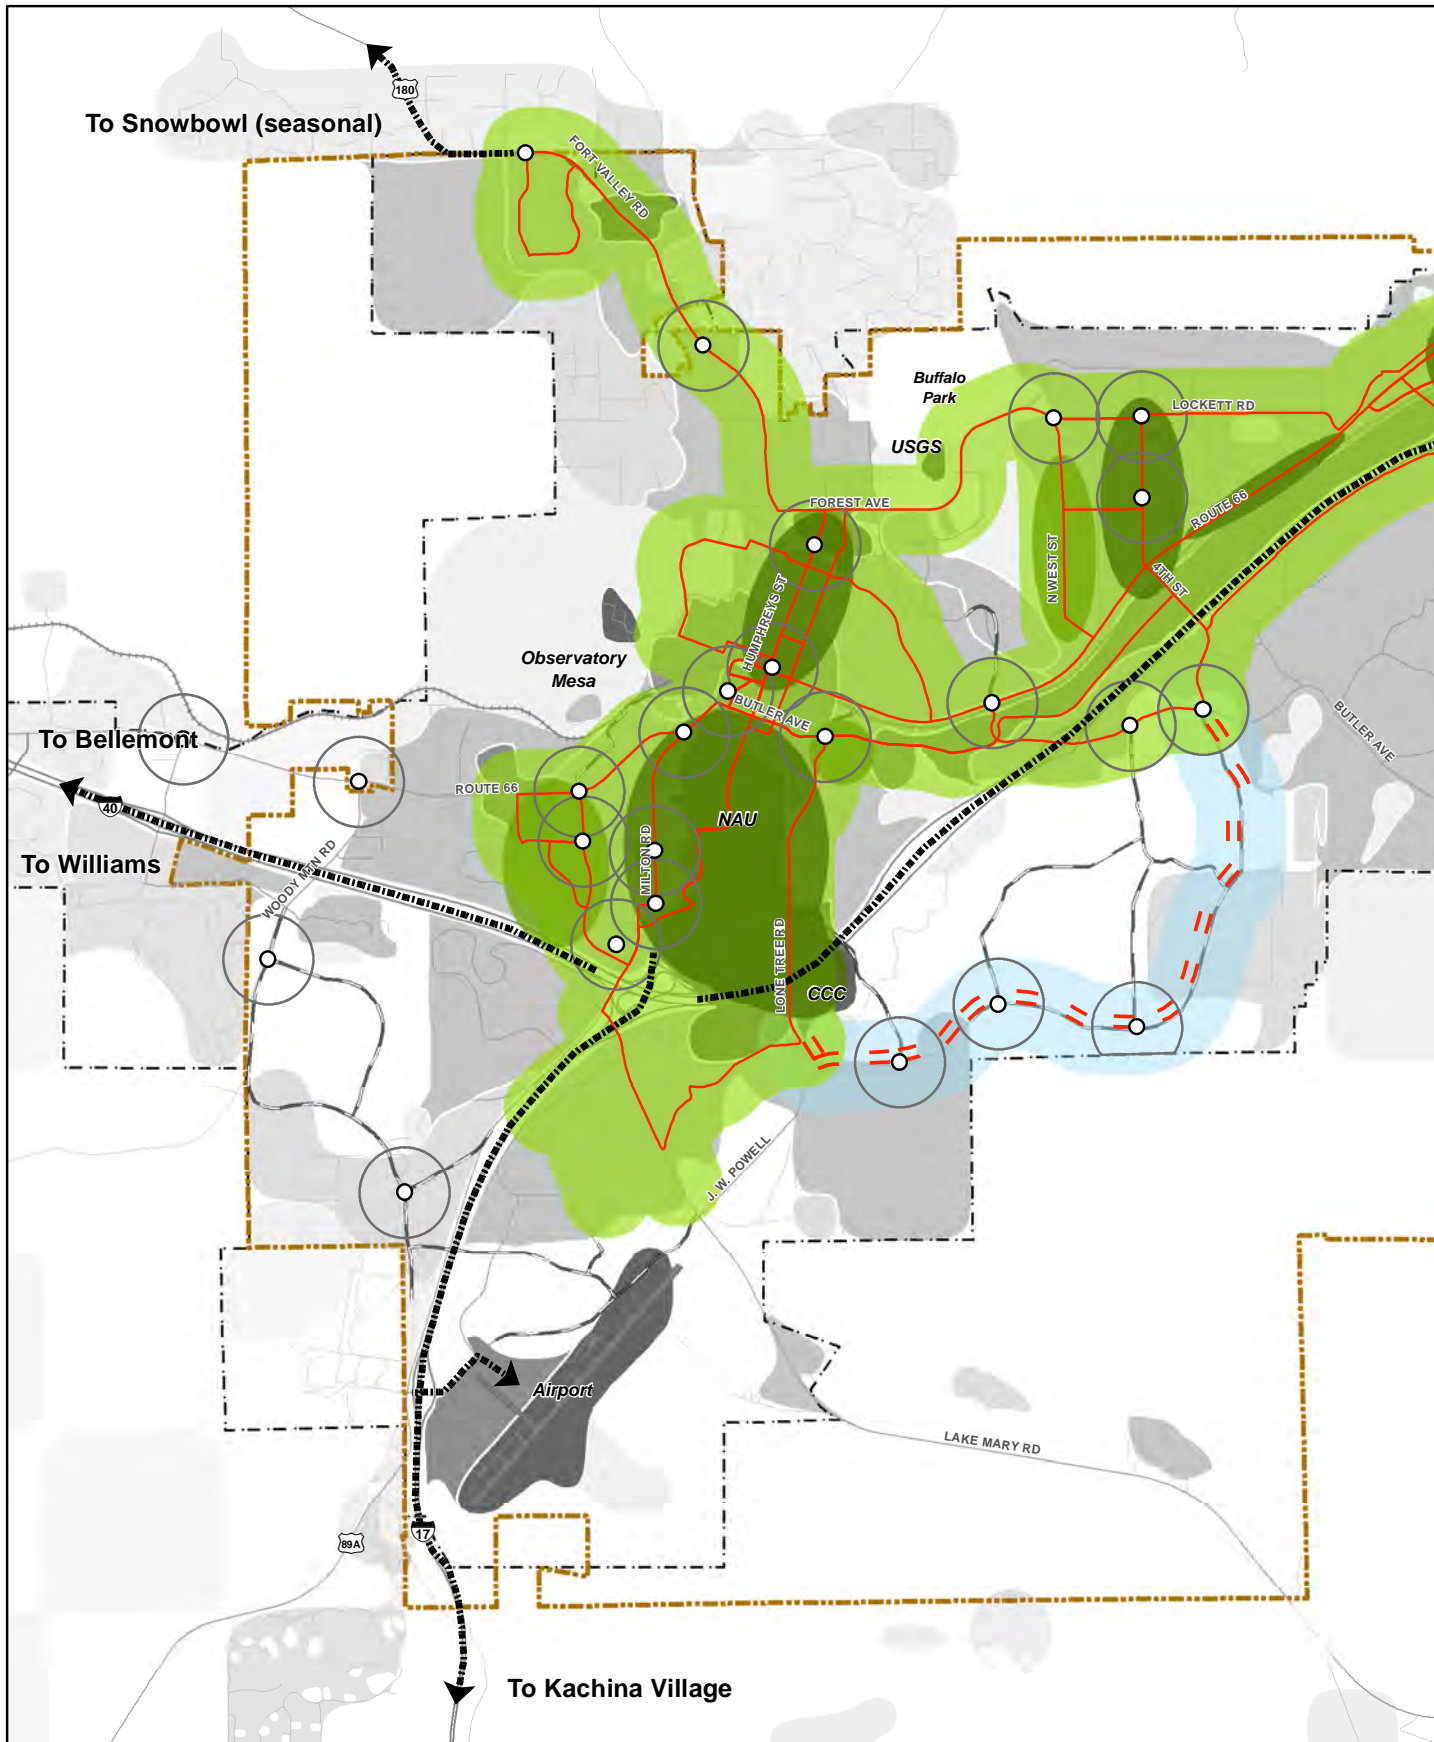 180
To Snowbowl (seasonal)
FORT VALLEY RD
Buffalo
Park
LOCKETT RD
USGS
FOREST AVE
ROUTE 66
N WEST ST
4TH ST
HUMPHREYS ST
Observatory
Mesa
BUTLER AVE
BUTLER AVE
To Bellemont
ROUTE 66
40
NAU
MILTON RD
To Williams
WOODY MTN RD
LONE TREE RD
CCC
J. W. POWELL
Airport
LAKE MARY RD
17
89A
To Kachina Village